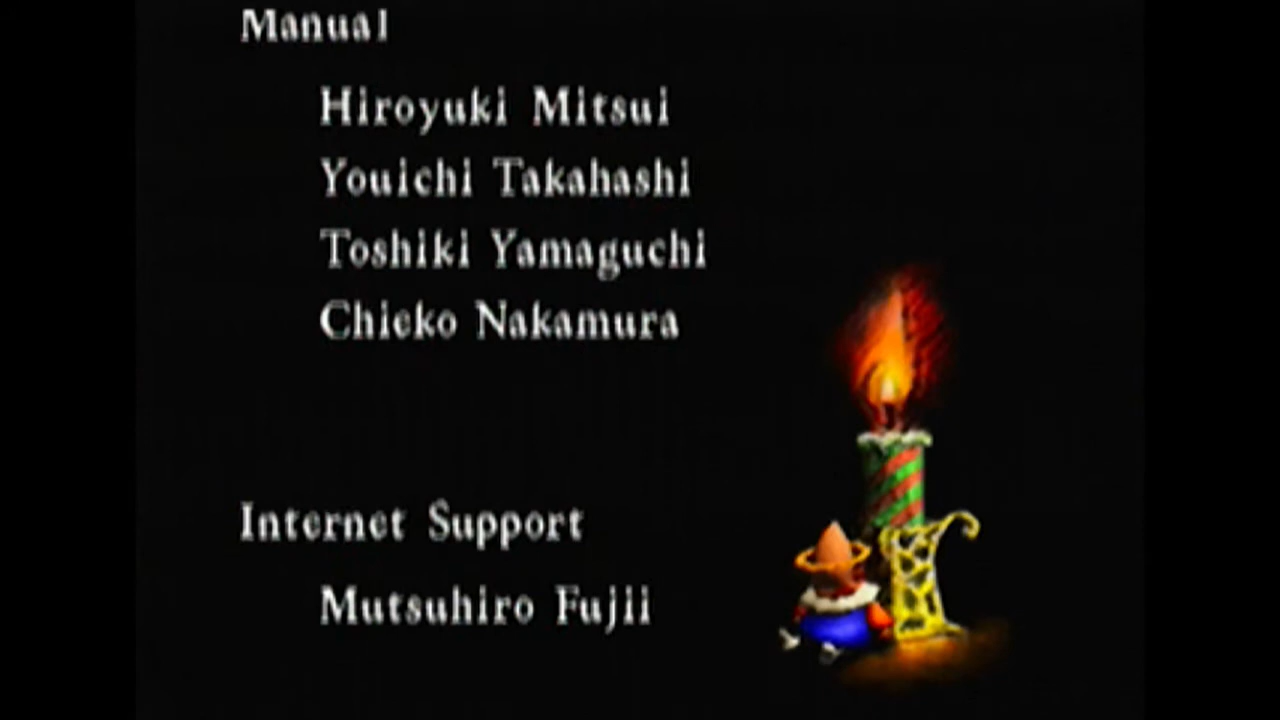 Manual
Hiroyuki Mitsui
Youichi Takahashi
Toshiki Yamaguchi
Chieko Nakamura
Internet Support
Mutsuhiro Fujii